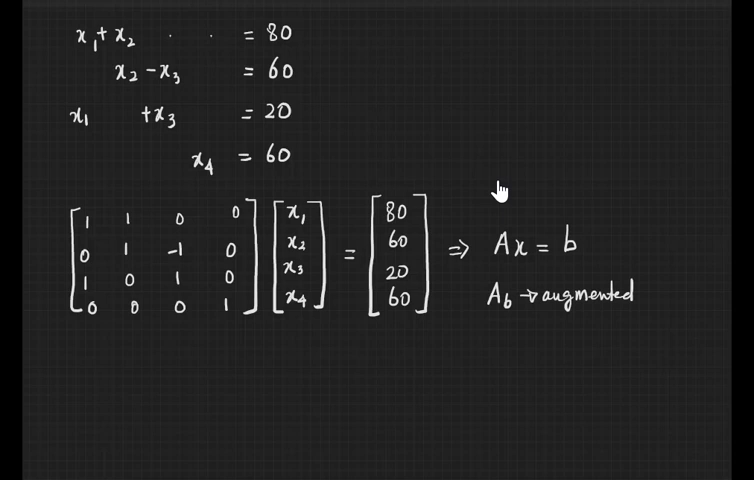 x₁ + x₂ . . = 80
x₂ - x₃ = 60
x₁ + x₃ = 20
x₄ = 60
[1 1 0 0] [x₁] = [80]
[0 1 -1 0] [x₂] = [60] ⇒ Ax = b
[1 0 1 0] [x₃] = [20]
[0 0 0 1] [x₄] = [60] A_b → augmented